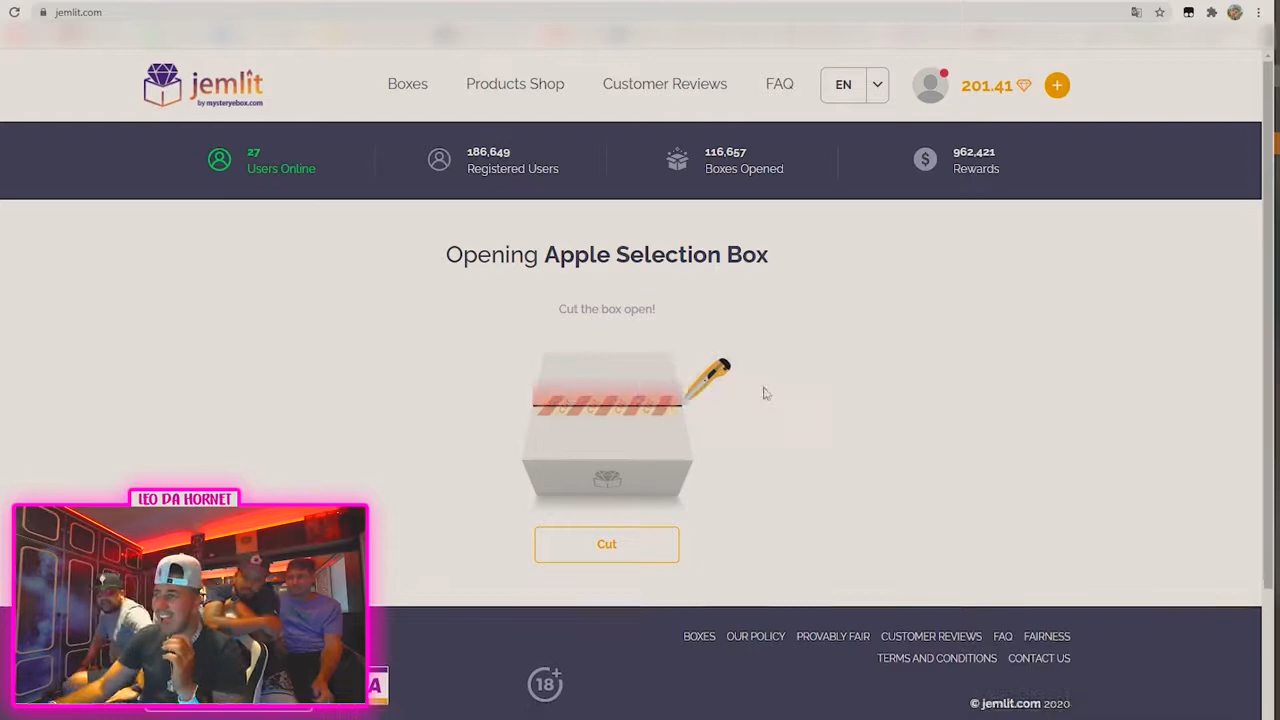 jemlit.com
jemlit
by mysteryebox.com
Boxes
Products Shop
Customer Reviews
FAQ
EN
201.41
27
Users Online
186,649
Registered Users
116,657
Boxes Opened
962,421
Rewards
Opening Apple Selection Box
Cut the box open!
Cut
LEO DA HORNET
A
18+
BOXES OUR POLICY PROVABLY FAIR CUSTOMER REVIEWS FAQ FAIRNESS
TERMS AND CONDITIONS CONTACT US
© jemlit.com 2020